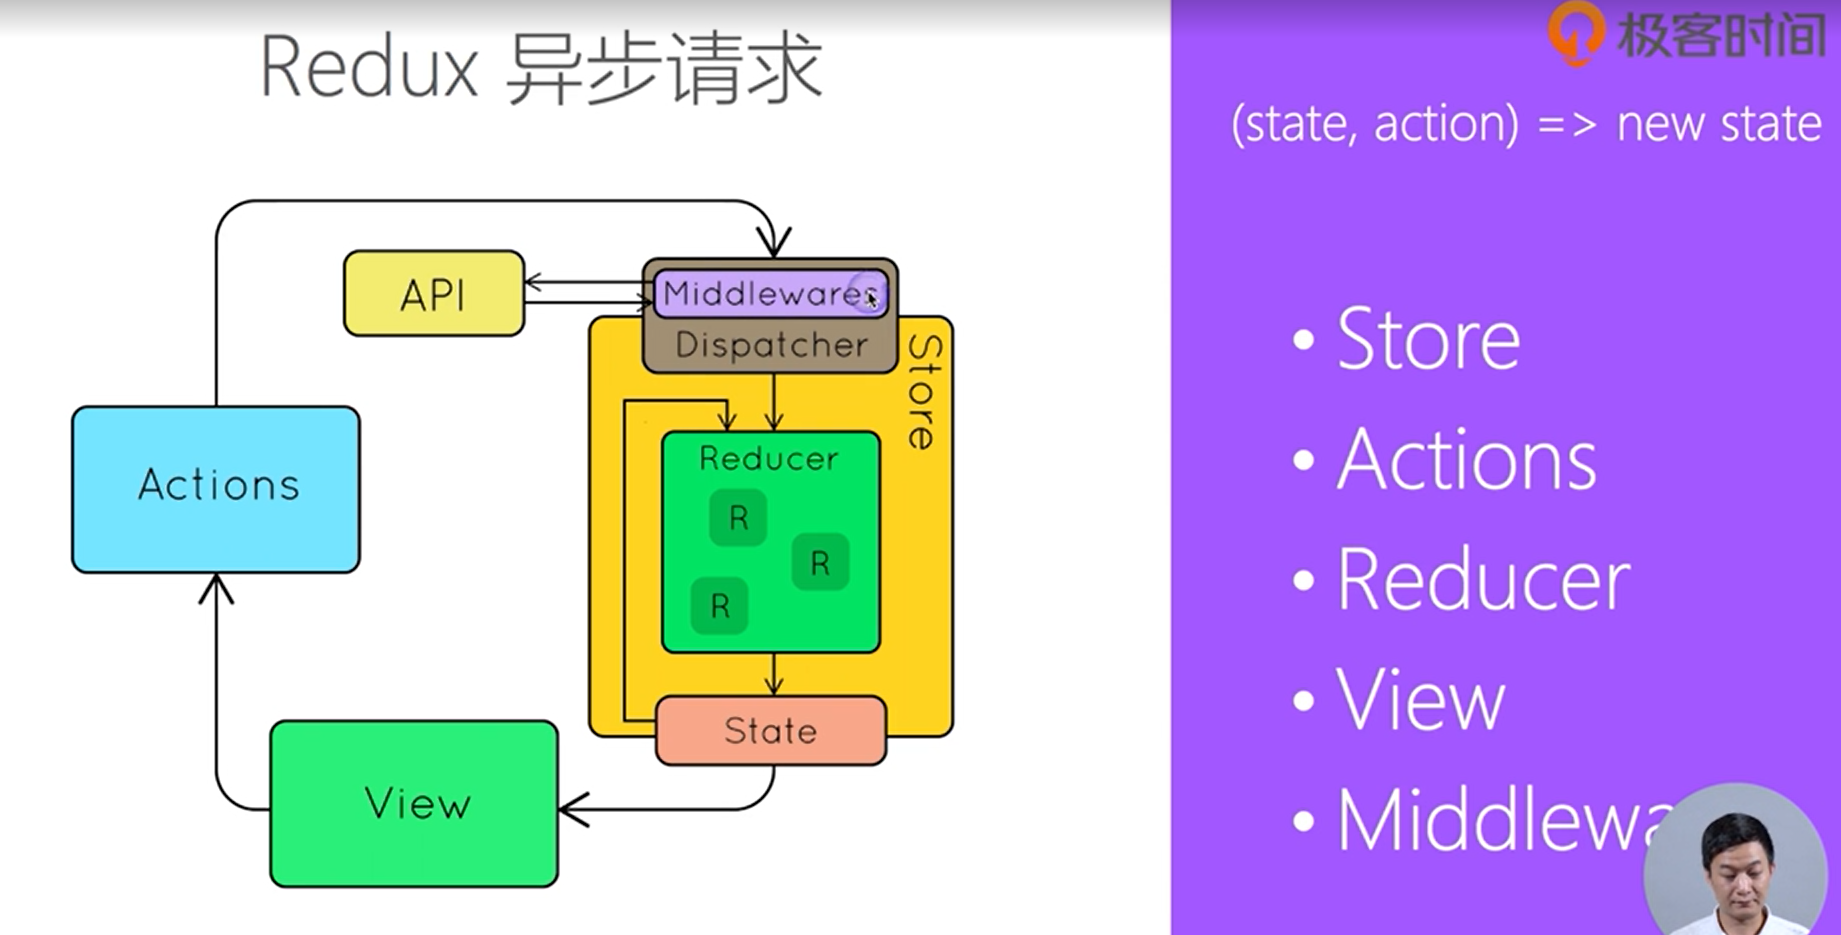 Redux 异步请求
API
Middlewares
Dispatcher
Store
Actions
Reducer
R
R
R
State
View
极客时间
(state, action) => new state
• Store
• Actions
• Reducer
• View